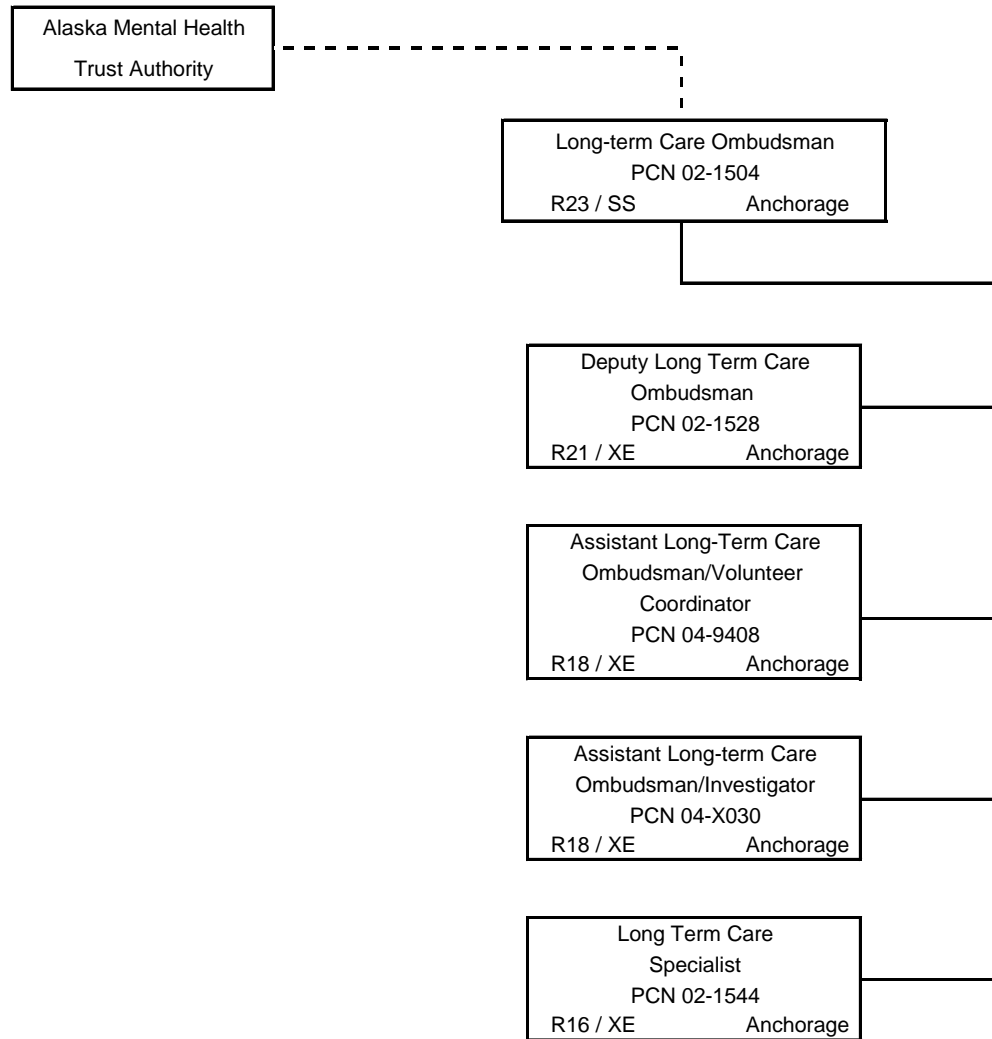 Alaska Mental Health
Trust Authority
Long-term Care Ombudsman
PCN 02-1504
R23 / SS Anchorage
Deputy Long Term Care
Ombudsman
PCN 02-1528
R21 / XE Anchorage
Assistant Long-Term Care
Ombudsman/Volunteer
Coordinator
PCN 04-9408
R18 / XE Anchorage
Assistant Long-term Care
Ombudsman/Investigator
PCN 04-X030
R18 / XE Anchorage
Long Term Care
Specialist
PCN 02-1544
R16 / XE Anchorage